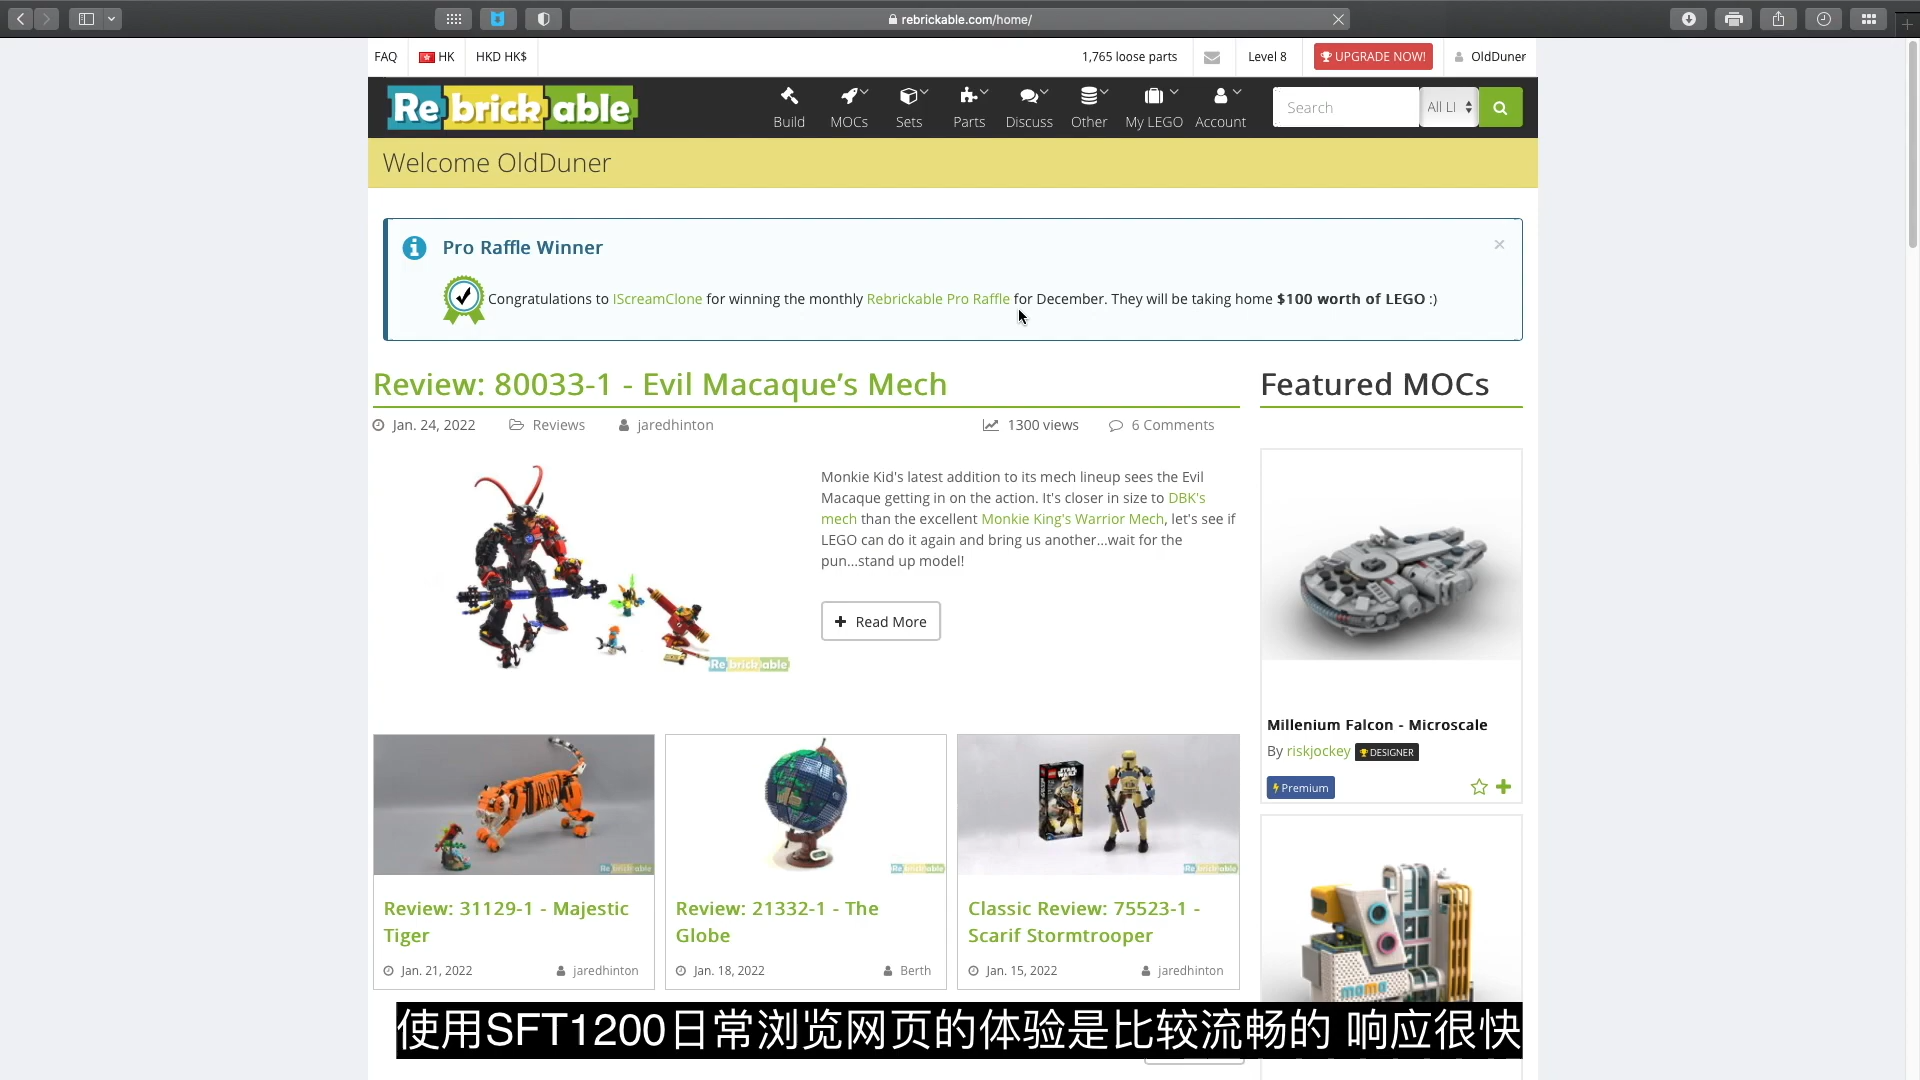 rebrickable.com/home/
FAQ HK HKD HK$ 1,765 loose parts Level 8 UPGRADE NOW! OldDuner
Rebrickable
Build MOCs Sets Parts Discuss Other My LEGO Account Search All LI
Welcome OldDuner
Pro Raffle Winner
Congratulations to IScreamClone for winning the monthly Rebrickable Pro Raffle for December. They will be taking home $100 worth of LEGO :)
Review: 80033-1 - Evil Macaque’s Mech
Jan. 24, 2022 Reviews jaredhinton 1300 views 6 Comments
Monkie Kid's latest addition to its mech lineup sees the Evil
Macaque getting in on the action. It's closer in size to DBK's
mech than the excellent Monkie King's Warrior Mech, let's see if
LEGO can do it again and bring us another...wait for the
pun...stand up model!
Read More
Rebrickable
Featured MOCs
Millenium Falcon - Microscale
By riskjockey DESIGNER
Premium
Rebrickable
Review: 31129-1 - Majestic
Tiger
Jan. 21, 2022 jaredhinton
Rebrickable
Review: 21332-1 - The
Globe
Jan. 18, 2022 Berth
Rebrickable
Classic Review: 75523-1 -
Scarif Stormtrooper
Jan. 15, 2022 jaredhinton
使用SFT1200日常浏览网页的体验是比较流畅的 响应很快